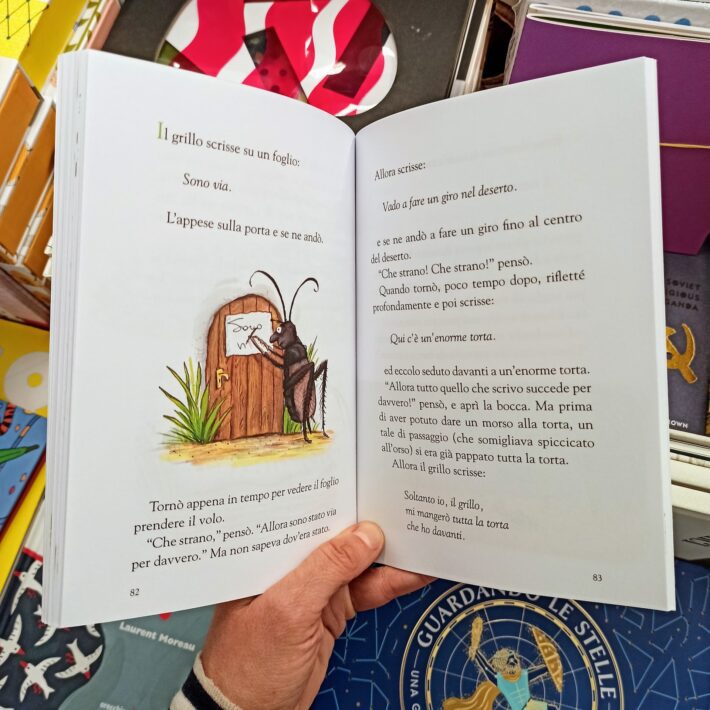 Il grillo scrisse su un foglio:
Sono via.
L'appese sulla porta e se ne andò.
Sono
Tornò appena in tempo per vedere il foglio
prendere il volo.
"Che strano," pensò. "Allora sono stato via
per davvero." Ma non sapeva dov'era stato.
82
Allora scrisse:
Vado a fare un giro nel deserto.
e se ne andò a fare un giro fino al centro
del deserto.
"Che strano! Che strano!" pensò.
Quando tornò, poco tempo dopo, rifletté
profondamente e poi scrisse:
Qui c'è un'enorme torta.
ed eccolo seduto davanti a un'enorme torta.
"Allora tutto quello che scrivo succede per
davvero!" pensò, e aprì la bocca. Ma prima
di aver potuto dare un morso alla torta, un
tale di passaggio (che somigliava spiccicato
all'orso) si era già pappato tutta la torta.
Allora il grillo scrisse:
Soltanto io, il grillo,
mi mangerò tutta la torta
che ho davanti.
83
Laurent Moreau
GUARDANDO LE STELLE
UNA
SOVIET